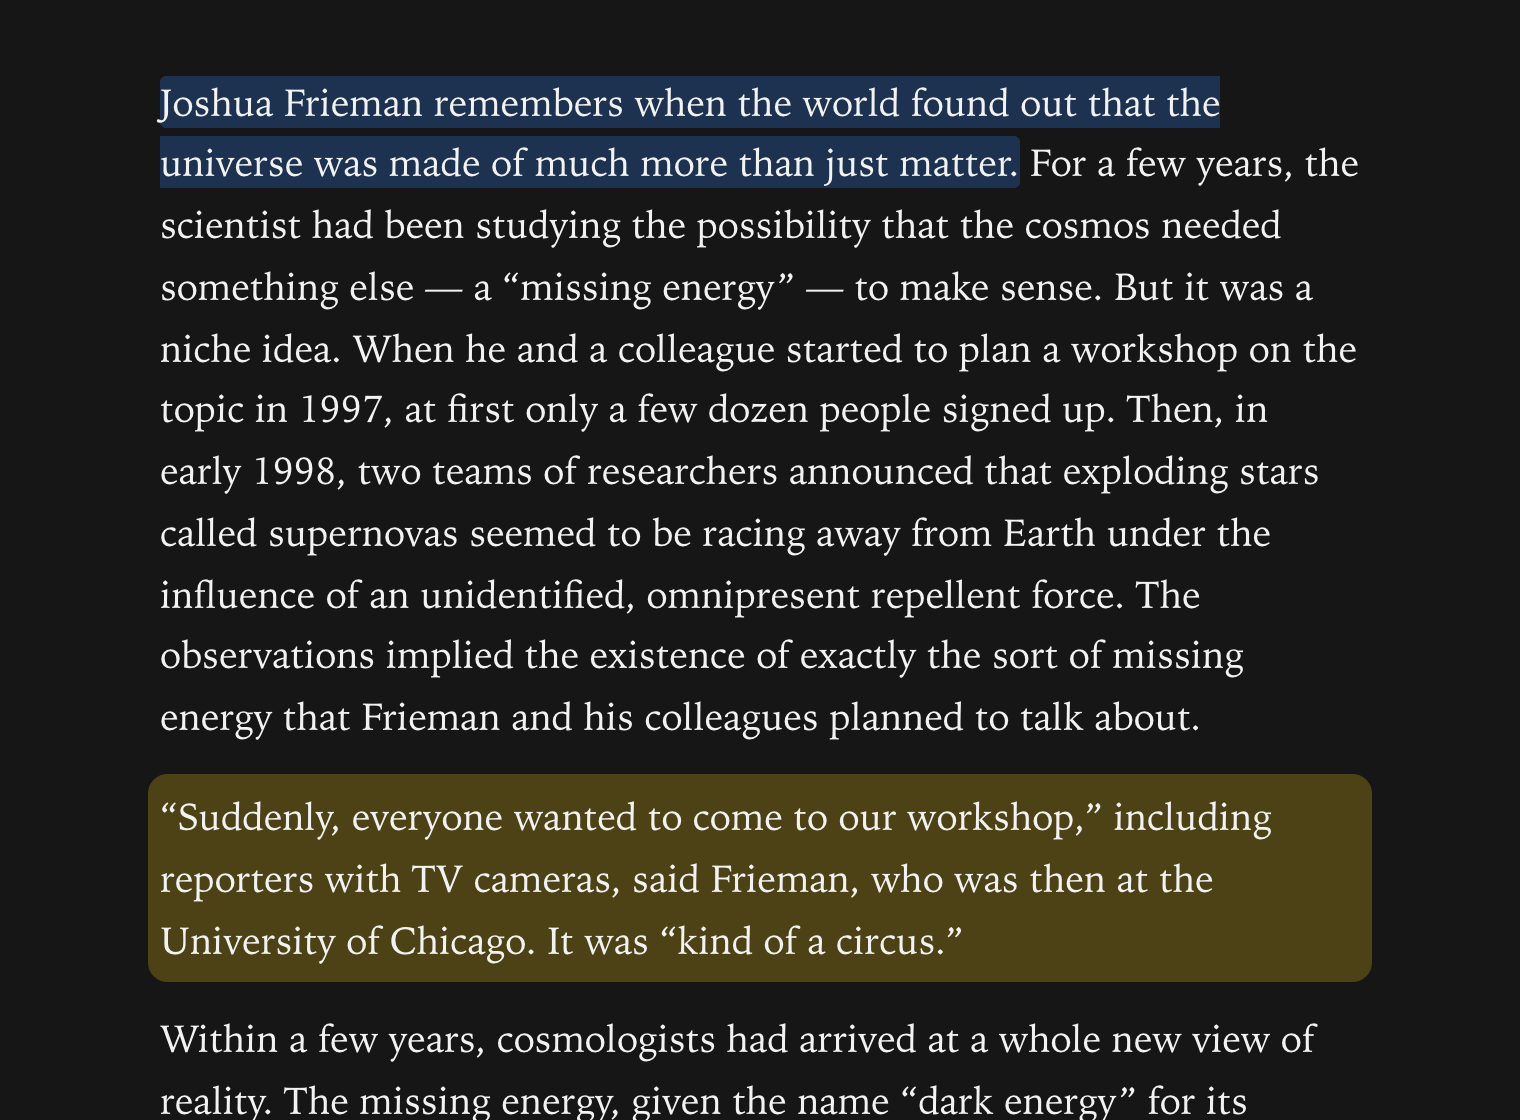 Joshua Frieman remembers when the world found out that the
universe was made of much more than just matter. For a few years, the
scientist had been studying the possibility that the cosmos needed
something else — a “missing energy” — to make sense. But it was a
niche idea. When he and a colleague started to plan a workshop on the
topic in 1997, at first only a few dozen people signed up. Then, in
early 1998, two teams of researchers announced that exploding stars
called supernovas seemed to be racing away from Earth under the
influence of an unidentified, omnipresent repellent force. The
observations implied the existence of exactly the sort of missing
energy that Frieman and his colleagues planned to talk about.
“Suddenly, everyone wanted to come to our workshop,” including
reporters with TV cameras, said Frieman, who was then at the
University of Chicago. It was “kind of a circus.”
Within a few years, cosmologists had arrived at a whole new view of
reality. The missing energy, given the name “dark energy” for its